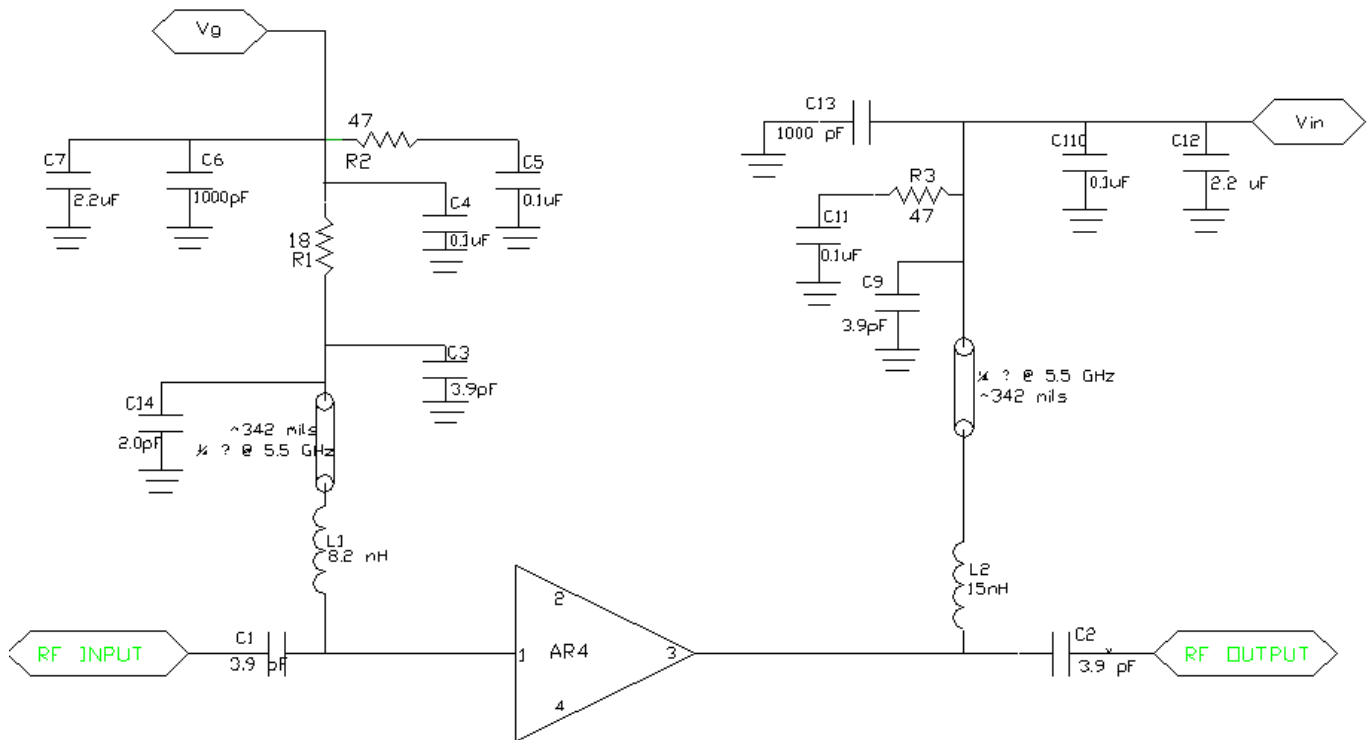 Vg
47
R2
C7
2.2uF
C6
1000pF
C5
0.1uF
C4
0.1uF
18
R1
C3
3.9pF
C14
2.0pF
~342 mils
¼ ? @ 5.5 GHz
L1
8.2 nH
RF INPUT
C1
3.9 pF
1
2
AR4
3
4
C13
1000 pF
Vin
C110
0.1uF
C12
2.2 uF
R3
47
C11
0.1uF
C9
3.9pF
¼ ? @ 5.5 GHz
~342 mils
L2
15nH
C2
3.9 pF
RF OUTPUT